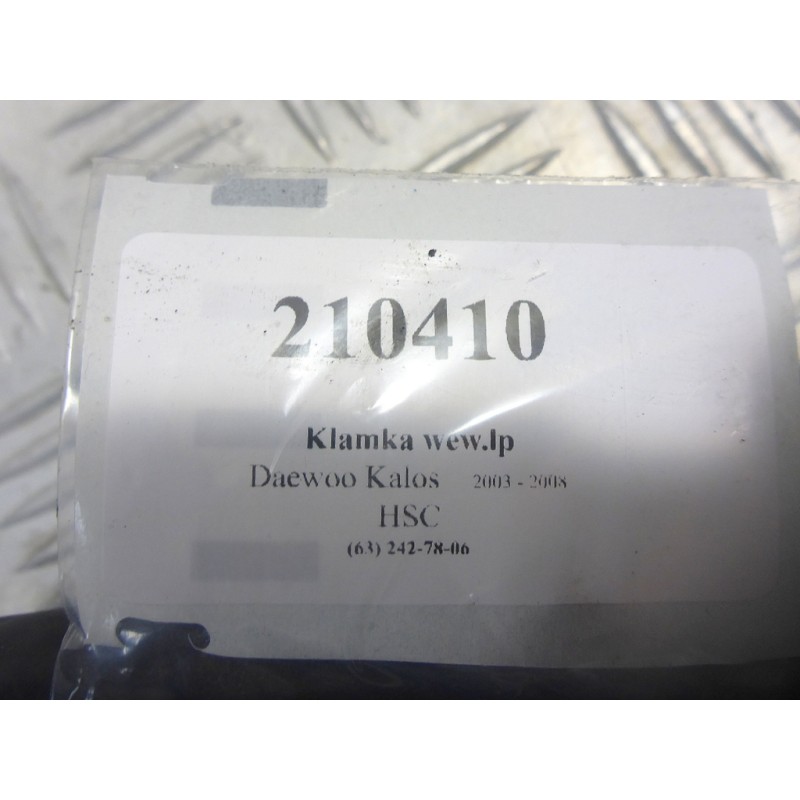 210410
Klamka wew.lp
Daewoo Kalos 2003 - 2008
HSC
(63) 242-78-06